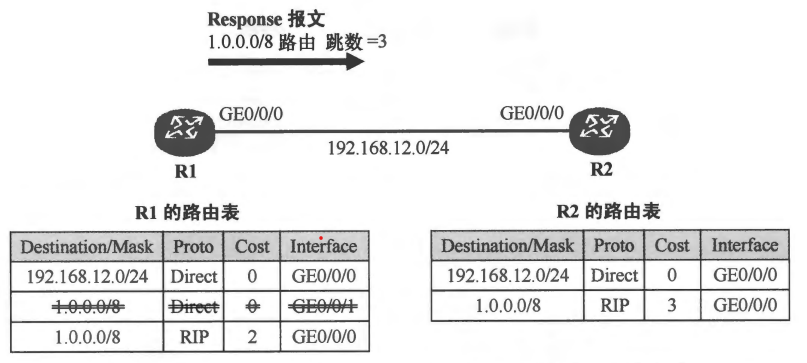 Response 报文
1.0.0.0/8 路由 跳数 =3
GE0/0/0 GE0/0/0
192.168.12.0/24
R1 R2
R1 的路由表
Destination/Mask Proto Cost Interface
192.168.12.0/24 Direct 0 GE0/0/0
1.0.0.0/8 Direct 0 GE0/0/1
1.0.0.0/8 RIP 2 GE0/0/0
R2 的路由表
Destination/Mask Proto Cost Interface
192.168.12.0/24 Direct 0 GE0/0/0
1.0.0.0/8 RIP 3 GE0/0/0